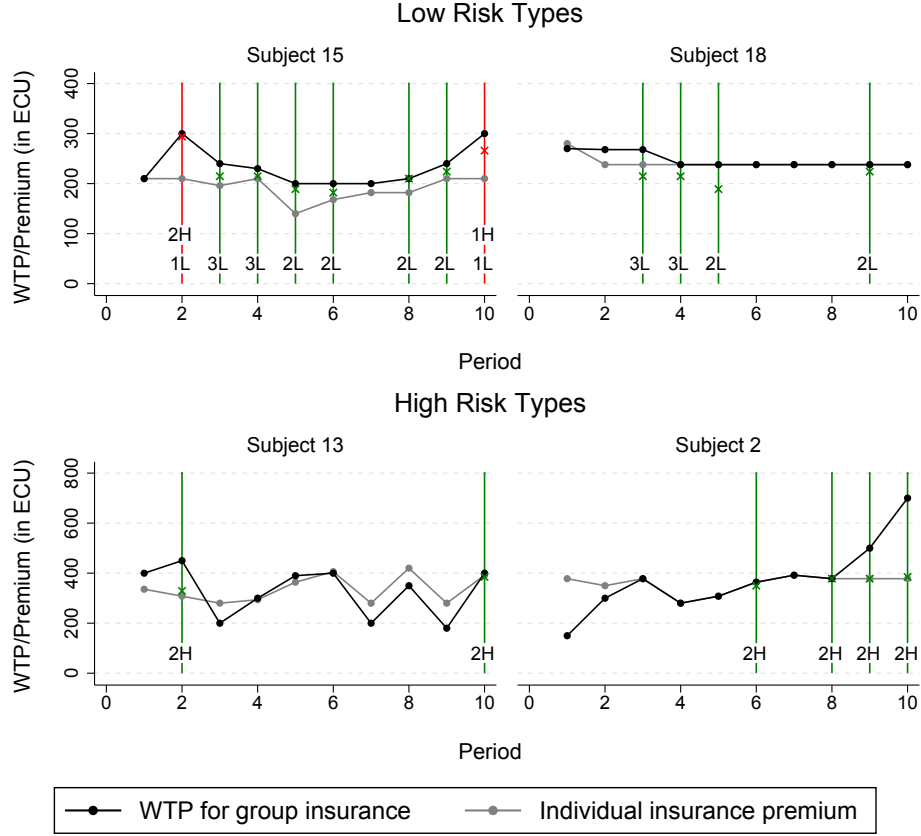 Low Risk Types
Subject 15
Subject 18
WTP/Premium (in ECU)
400
300
200
100
0
2H
1H
1L
3L
3L
2L
2L
2L
2L
1L
3L
3L
2L
2L
0
2
4
6
8
10
0
2
4
6
8
10
Period
High Risk Types
Subject 13
Subject 2
WTP/Premium (in ECU)
800
600
400
200
0
2H
2H
2H
2H
2H
2H
0
2
4
6
8
10
0
2
4
6
8
10
Period
WTP for group insurance
Individual insurance premium